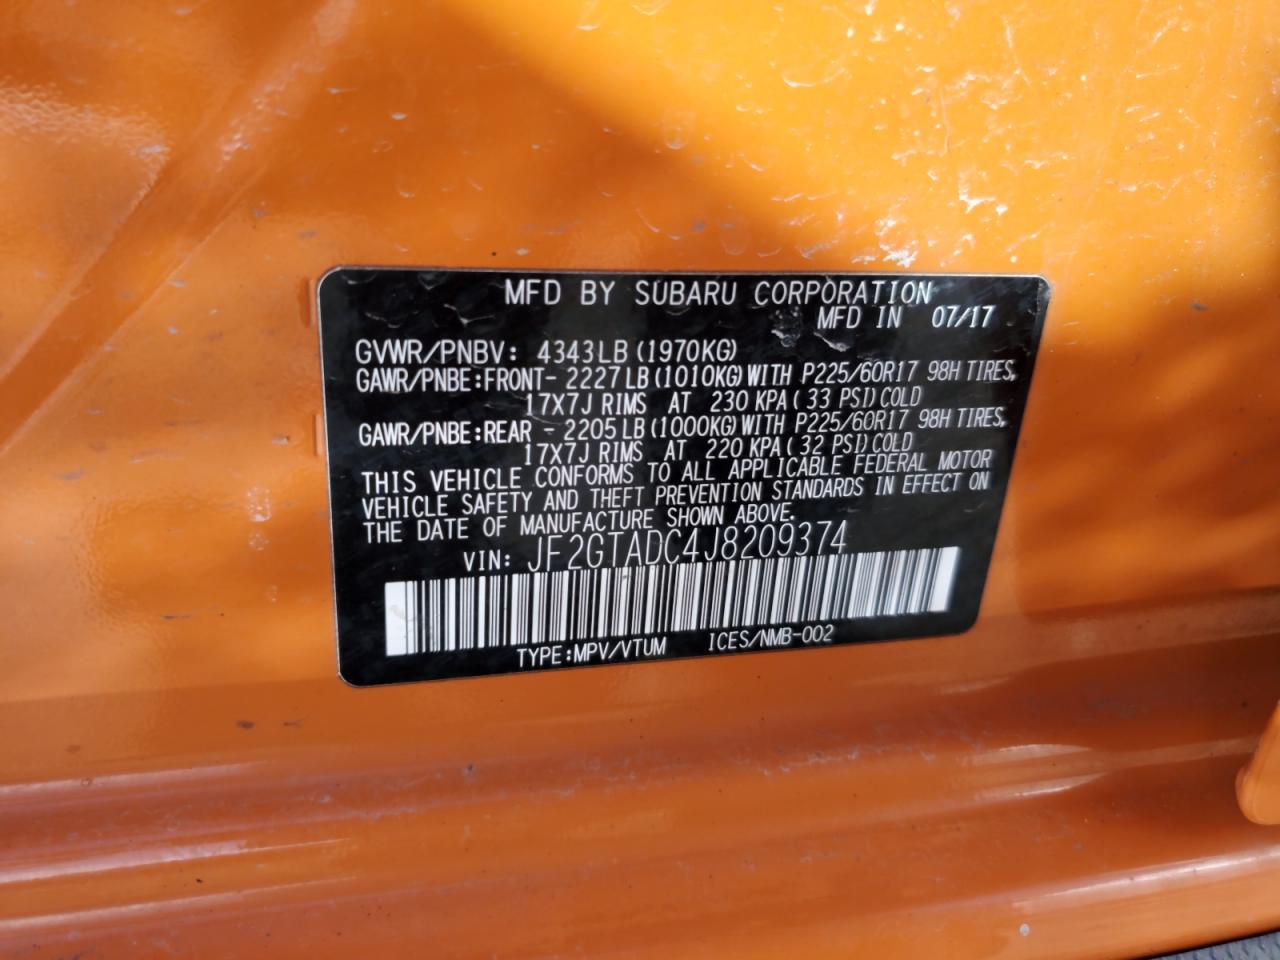 MFD BY SUBARU CORPORATION
MFD IN 07/17
GVWR/PNBV: 4343LB (1970KG)
GAWR/PNBE:FRONT- 2227LB (1010KG) WITH P225/60R17 98H TIRES,
17X7J RIMS AT 230 KPA (33 PSI) COLD
GAWR/PNBE:REAR - 2205LB (1000KG) WITH P225/60R17 98H TIRES,
17X7J RIMS AT 220 KPA (32 PSI) COLD
THIS VEHICLE CONFORMS TO ALL APPLICABLE FEDERAL MOTOR
VEHICLE SAFETY AND THEFT PREVENTION STANDARDS IN EFFECT ON
THE DATE OF MANUFACTURE SHOWN ABOVE.
VIN: JF2GTADC4J8209374
TYPE:MPV/VTUM ICES/NMB-002